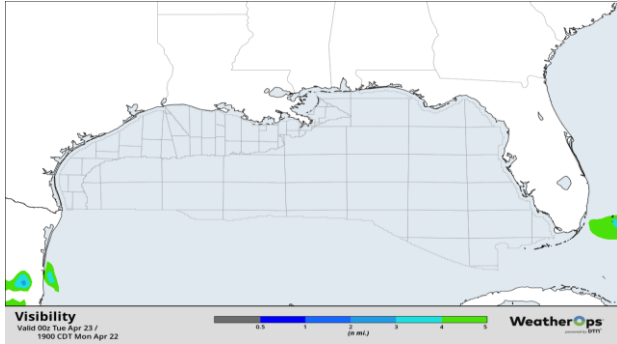 Visibility
Valid 00z Tue Apr 23 /
1900 CDT Mon Apr 22
0.5 1 2 3 4 5
(n mi.)
WeatherOps
powered by DTN